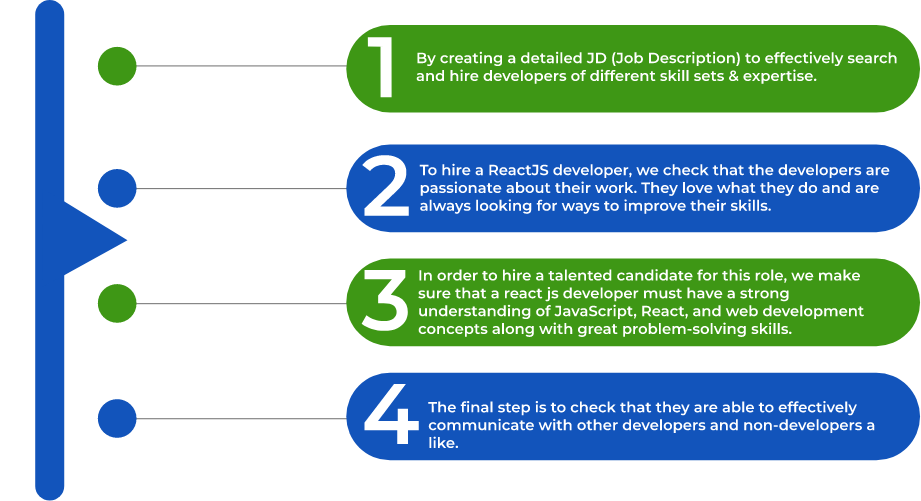 1
By creating a detailed JD (Job Description) to effectively search
and hire developers of different skill sets & expertise.
2
To hire a ReactJS developer, we check that the developers are
passionate about their work. They love what they do and are
always looking for ways to improve their skills.
3
In order to hire a talented candidate for this role, we make
sure that a react js developer must have a strong
understanding of JavaScript, React, and web development
concepts along with great problem-solving skills.
4
The final step is to check that they are able to effectively
communicate with other developers and non-developers a
like.